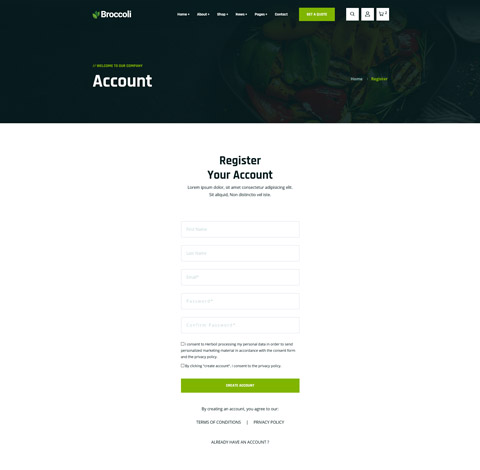 Broccoli
Home + About + Shop + News + Pages + Contact GET A QUOTE 0
// WELCOME TO OUR COMPANY
Account
Home Register
Register
Your Account
Lorem ipsum dolor, sit amet consectetur adipisicing elit.
Sit aliquid, Non distinctio vel iste.
First Name
Last Name
Email*
Password*
Confirm Password*
I consent to Herboil processing my personal data in order to send
personalized marketing material in accordance with the consent form
and the privacy policy.
By clicking "create account", I consent to the privacy policy.
CREATE ACCOUNT
By creating an account, you agree to our:
TERMS OF CONDITIONS | PRIVACY POLICY
ALREADY HAVE AN ACCOUNT ?